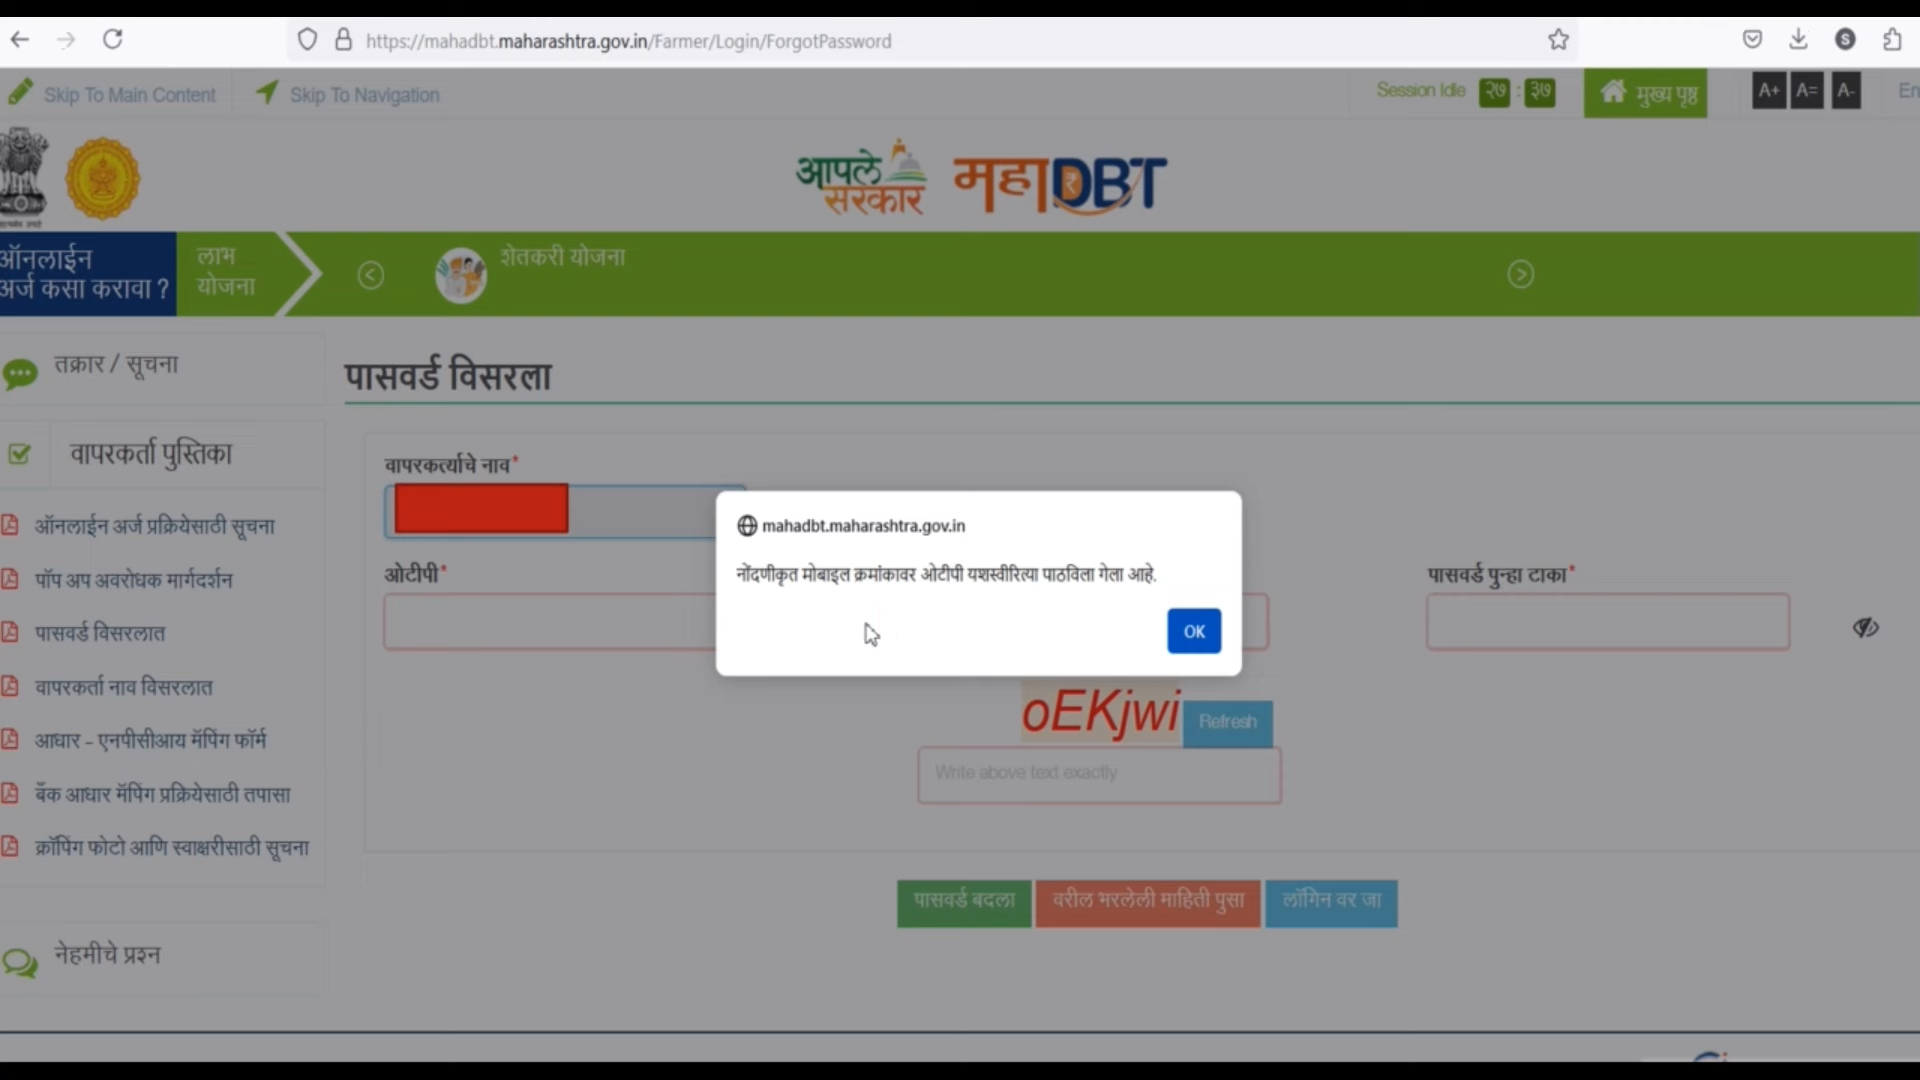 https://mahadbt.maharashtra.gov.in/Farmer/Login/ForgotPassword
Skip To Main Content
Skip To Navigation
Session Idle २७ : ३७
मुख्य पृष्ठ
A+ A= A-
आपले
सरकार
महाDBT
ऑनलाईन
अर्ज कसा करावा ?
लाभ
योजना
शेतकरी योजना
तक्रार / सूचना
वापरकर्ता पुस्तिका
ऑनलाईन अर्ज प्रक्रियेसाठी सूचना
पॉप अप अवरोधक मार्गदर्शन
पासवर्ड विसरलात
वापरकर्ता नाव विसरलात
आधार – एनपीसीआय मॅपिंग फॉर्म
बँक आधार मॅपिंग प्रक्रियेसाठी तपासा
क्रॉपिंग फोटो आणि स्वाक्षरीसाठी सूचना
नेहमीचे प्रश्न
पासवर्ड विसरला
वापरकर्त्याचे नाव*
ओटीपी*
पासवर्ड पुन्हा टाका*
mahadbt.maharashtra.gov.in
नोंदणीकृत मोबाइल क्रमांकावर ओटीपी यशस्वीरित्या पाठविला गेला आहे.
OK
oEKjwi
Refresh
Write above text exactly
पासवर्ड बदला
वरील भरलेली माहिती पुसा
लॉगिन वर जा